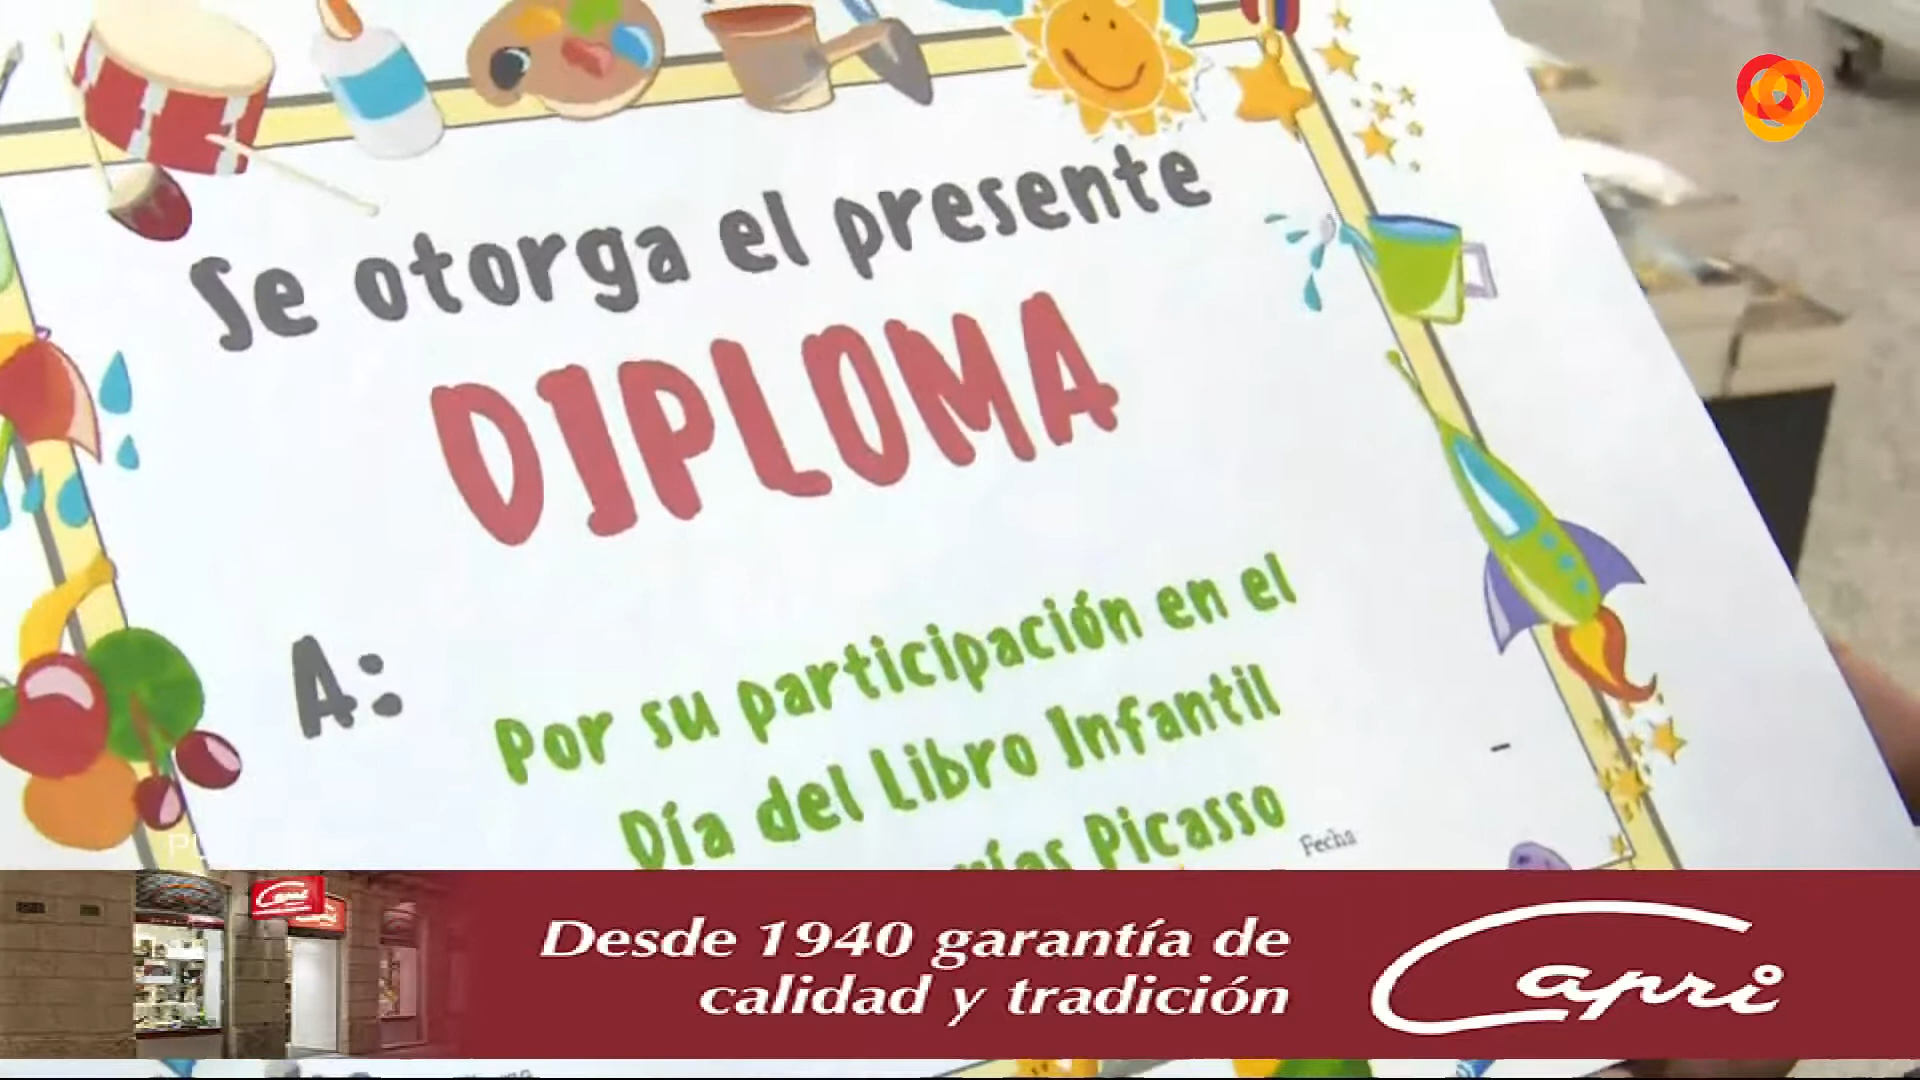 Se otorga el presente
DIPLOMA
A:
Por su participación en el
Día del Libro Infantil
Picasso
Fecha
Capri
Desde 1940 garantía de
calidad y tradición
Capri